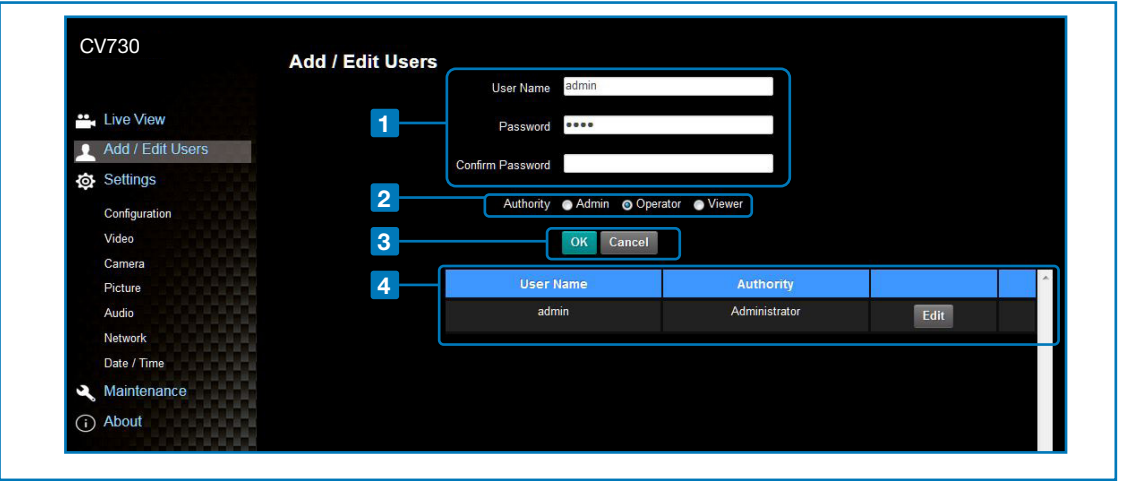 CV730
Add / Edit Users
User Name admin
1
Password ••••
Confirm Password
2
Authority Admin Operator Viewer
3
OK Cancel
4
User Name Authority
admin Administrator Edit
Live View
Add / Edit Users
Settings
Configuration
Video
Camera
Picture
Audio
Network
Date / Time
Maintenance
About